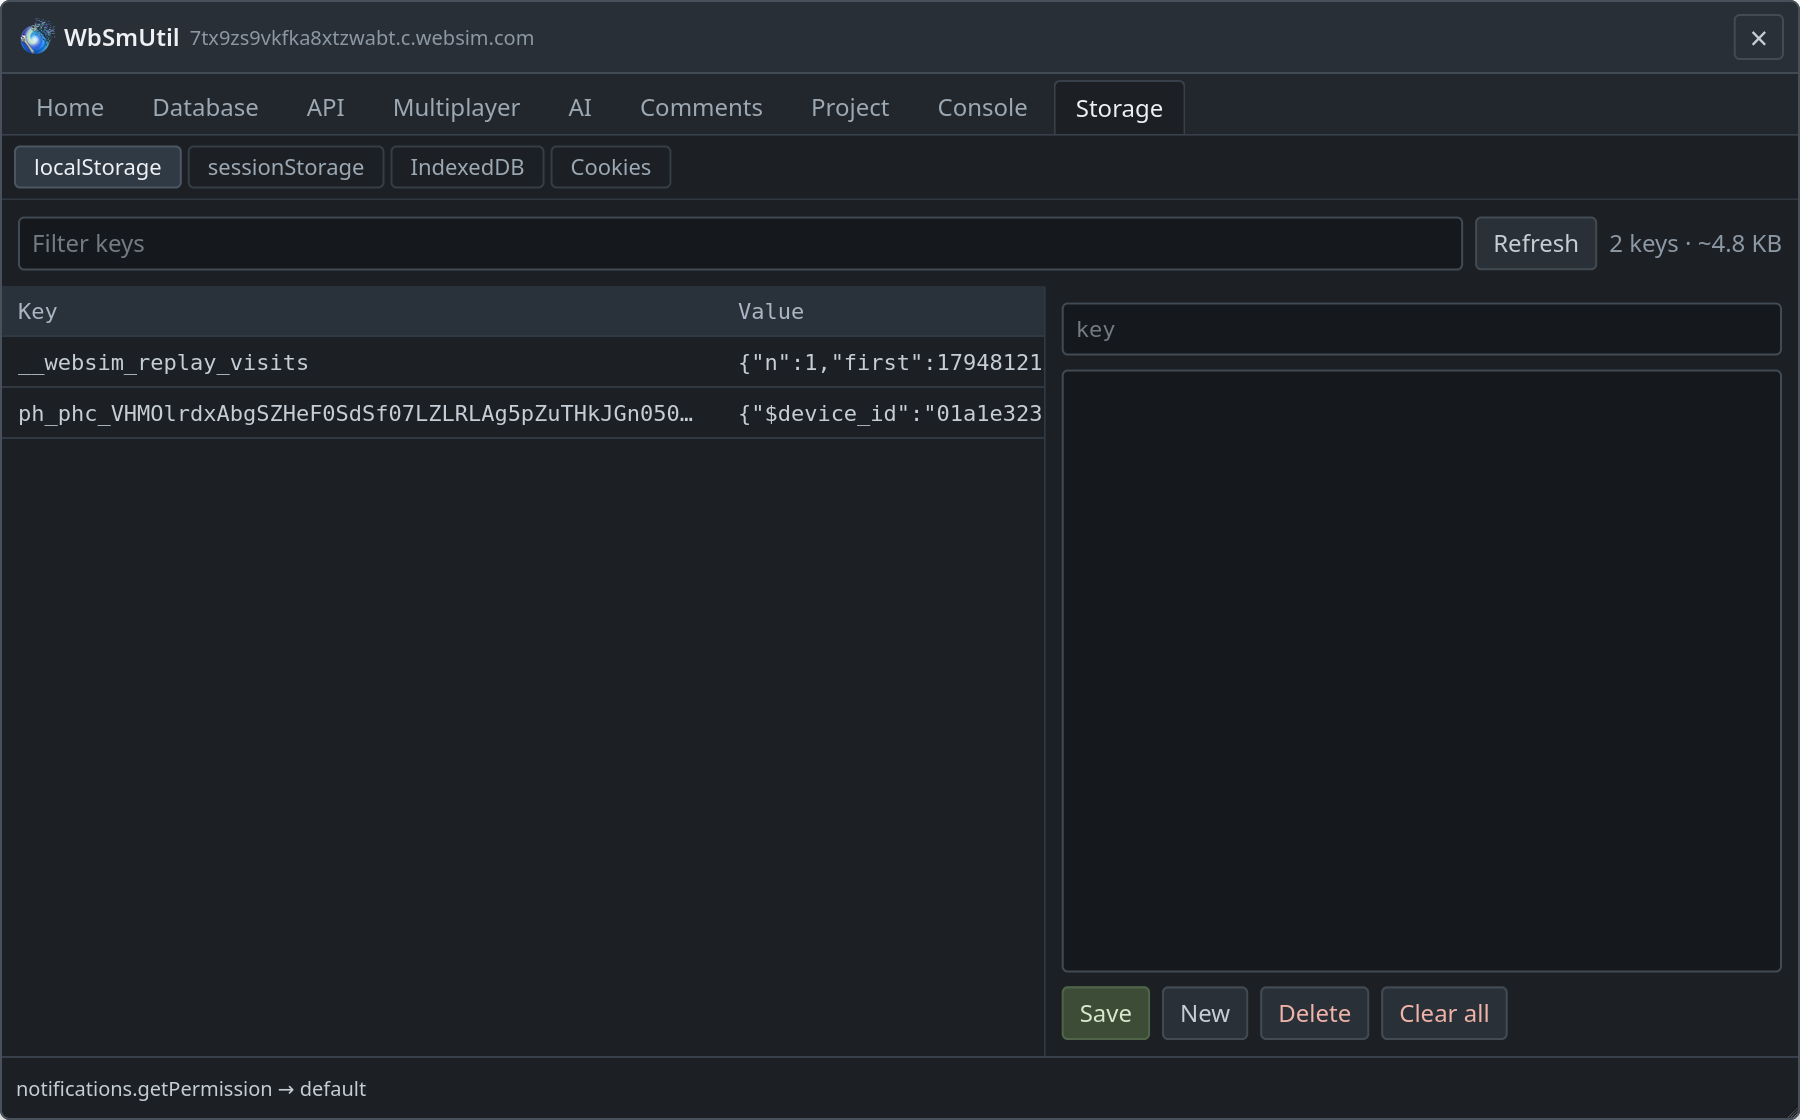 WbSmUtil 7tx9zs9vkfka8xtzwabt.c.websim.com ×
Home Database API Multiplayer AI Comments Project Console Storage
localStorage sessionStorage IndexedDB Cookies
Filter keys Refresh 2 keys · ~4.8 KB
Key Value
key
__websim_replay_visits {"n":1,"first":17948121
ph_phc_VHMOlrdxAbgSZHeF0SdSf07LZLRLAg5pZuTHkJGn050… {"$device_id":"01a1e323
Save New Delete Clear all
notifications.getPermission → default